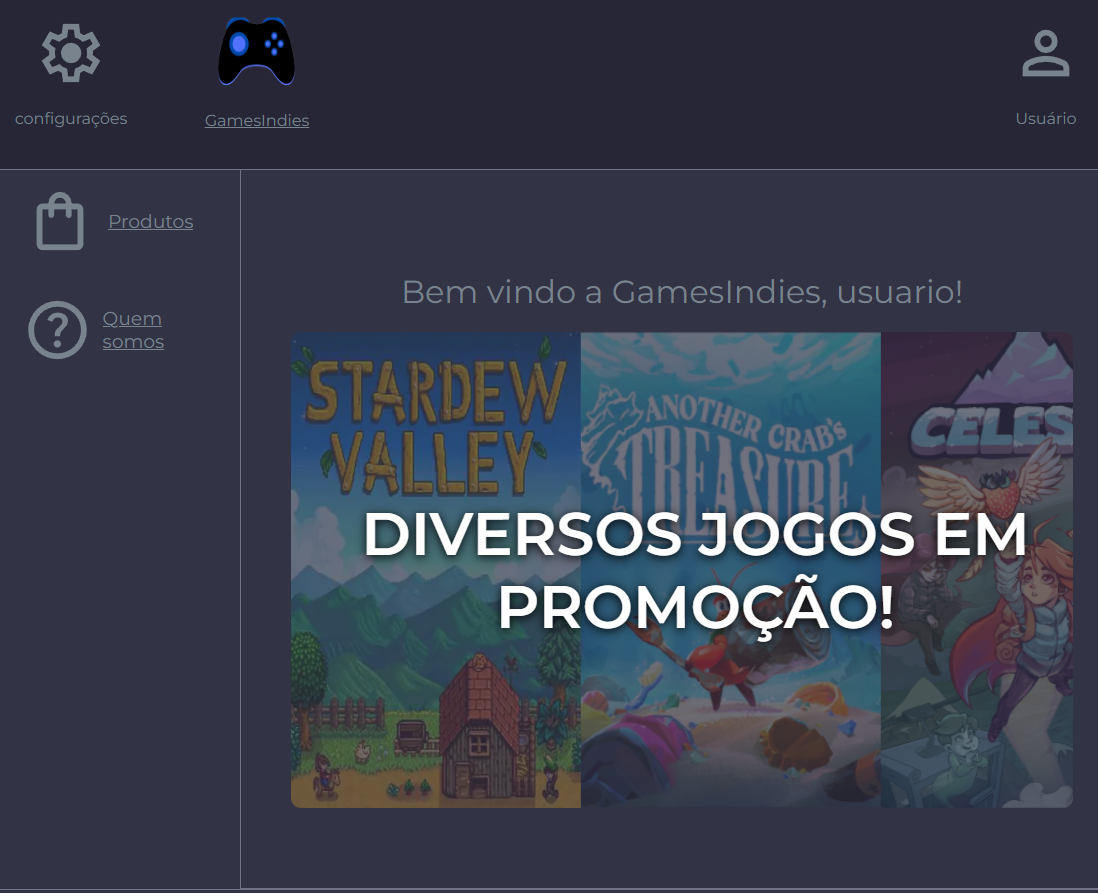 configurações
GamesIndies
Usuário
Produtos
Quem
somos
Bem vindo a GamesIndies, usuario!
STARDEW
VALLEY
ANOTHER CRAB'S
TREASURE
CELES
DIVERSOS JOGOS EM
PROMOÇÃO!